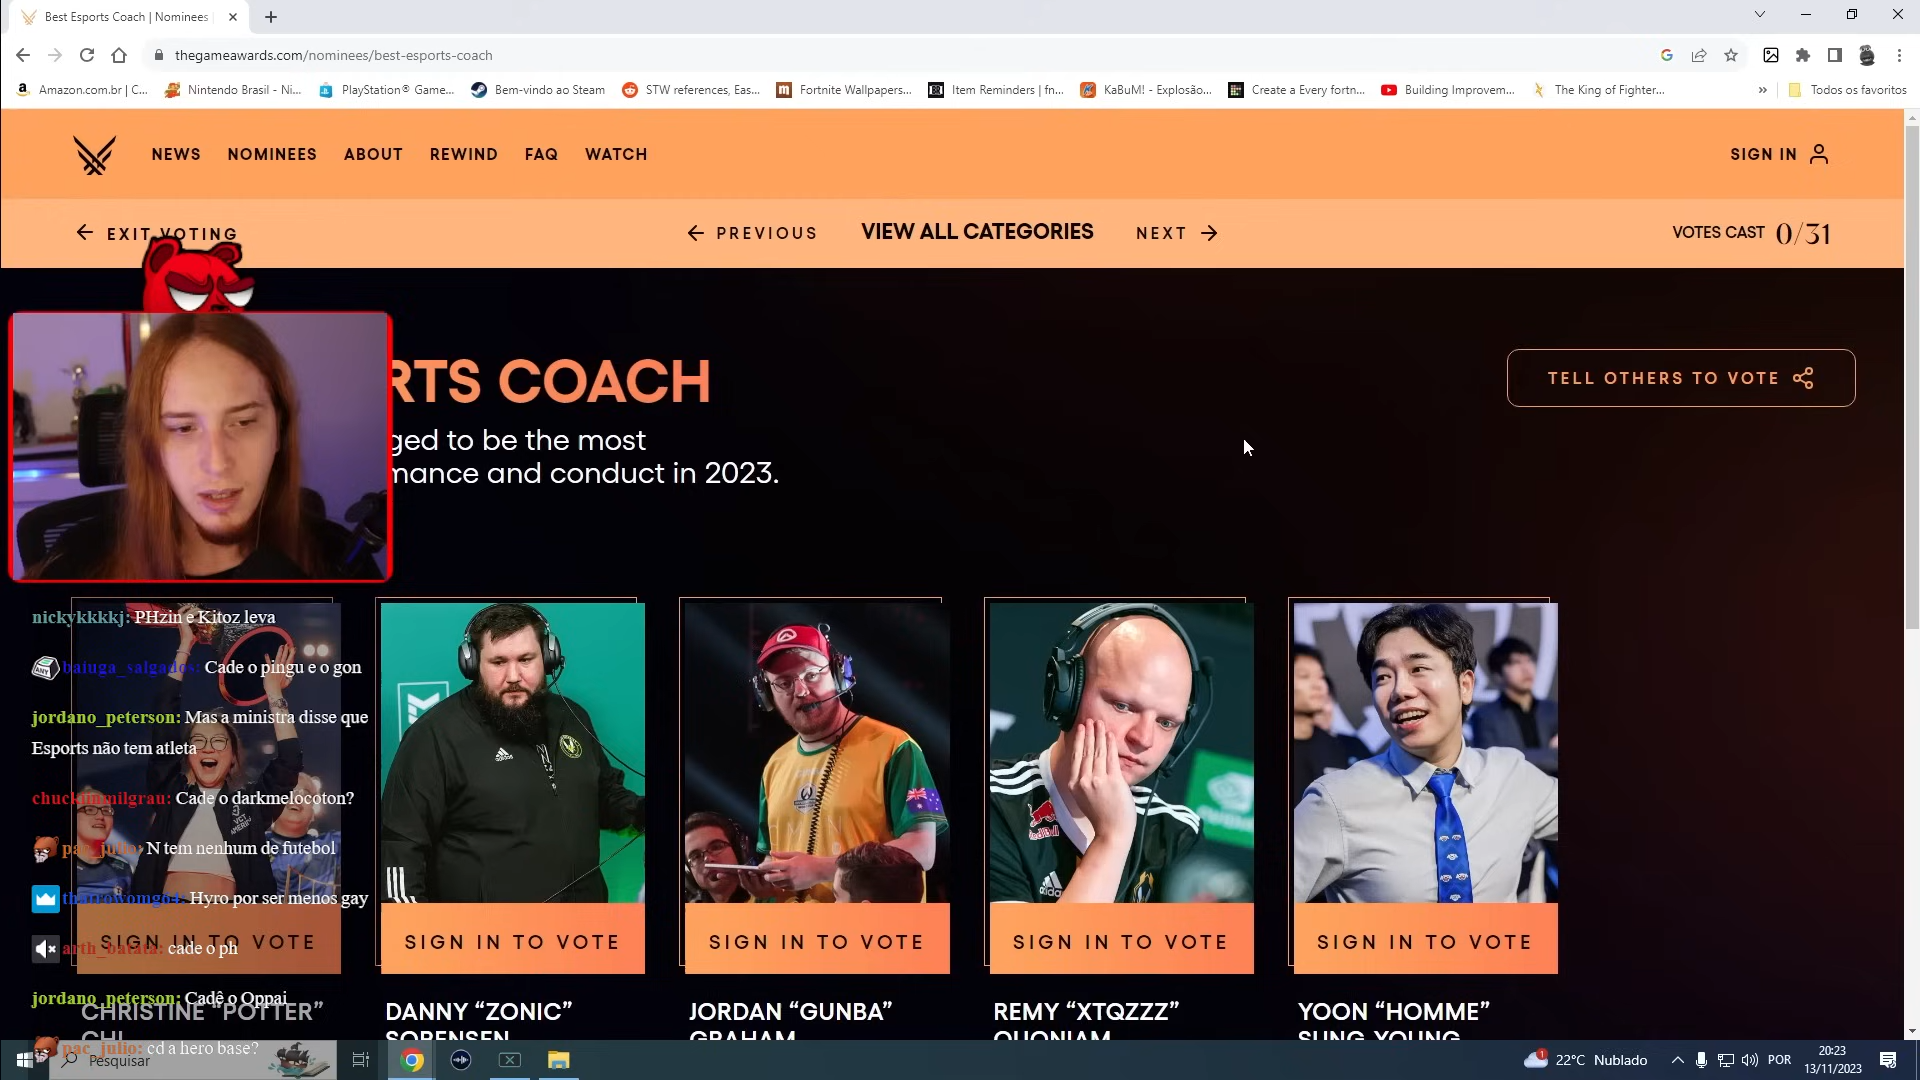 Best Esports Coach | Nominees
thegameawards.com/nominees/best-esports-coach
Amazon.com.br | C...
Nintendo Brasil - Ni...
PlayStation® Game...
Bem-vindo ao Steam
STW references, Eas...
Fortnite Wallpapers...
Item Reminders | fn...
KaBuM! - Explosão...
Create a Every fortn...
Building Improvem...
The King of Fighter...
Todos os favoritos
NEWS NOMINEES ABOUT REWIND FAQ WATCH
SIGN IN
EXIT VOTING
PREVIOUS
VIEW ALL CATEGORIES
NEXT
VOTES CAST 0/31
RTS COACH
TELL OTHERS TO VOTE
ged to be the most
mance and conduct in 2023.
nickykkkkj: PHzin e Kitoz leva
baiuga_salgados: Cade o pingu e o gon
jordano_peterson: Mas a ministra disse que
Esports não tem atleta
Cade o darkmelocoton?
pac_julio: N tem nenhum de futebol
Hyro por ser menos gay
arth_batata: cade o ph
jordano_peterson: Cadê o Oppai
pac_julio: cd a hero base?
SIGN IN TO VOTE
SIGN IN TO VOTE
SIGN IN TO VOTE
SIGN IN TO VOTE
SIGN IN TO VOTE
CHRISTINE “POTTER”
CHI
DANNY “ZONIC”
SORENSEN
JORDAN “GUNBA”
GRAHAM
REMY “XTQZZZ”
QUONIAM
YOON “HOMME”
SUNG-YOUNG
Pesquisar
1
22°C Nublado
POR
20:23
13/11/2023